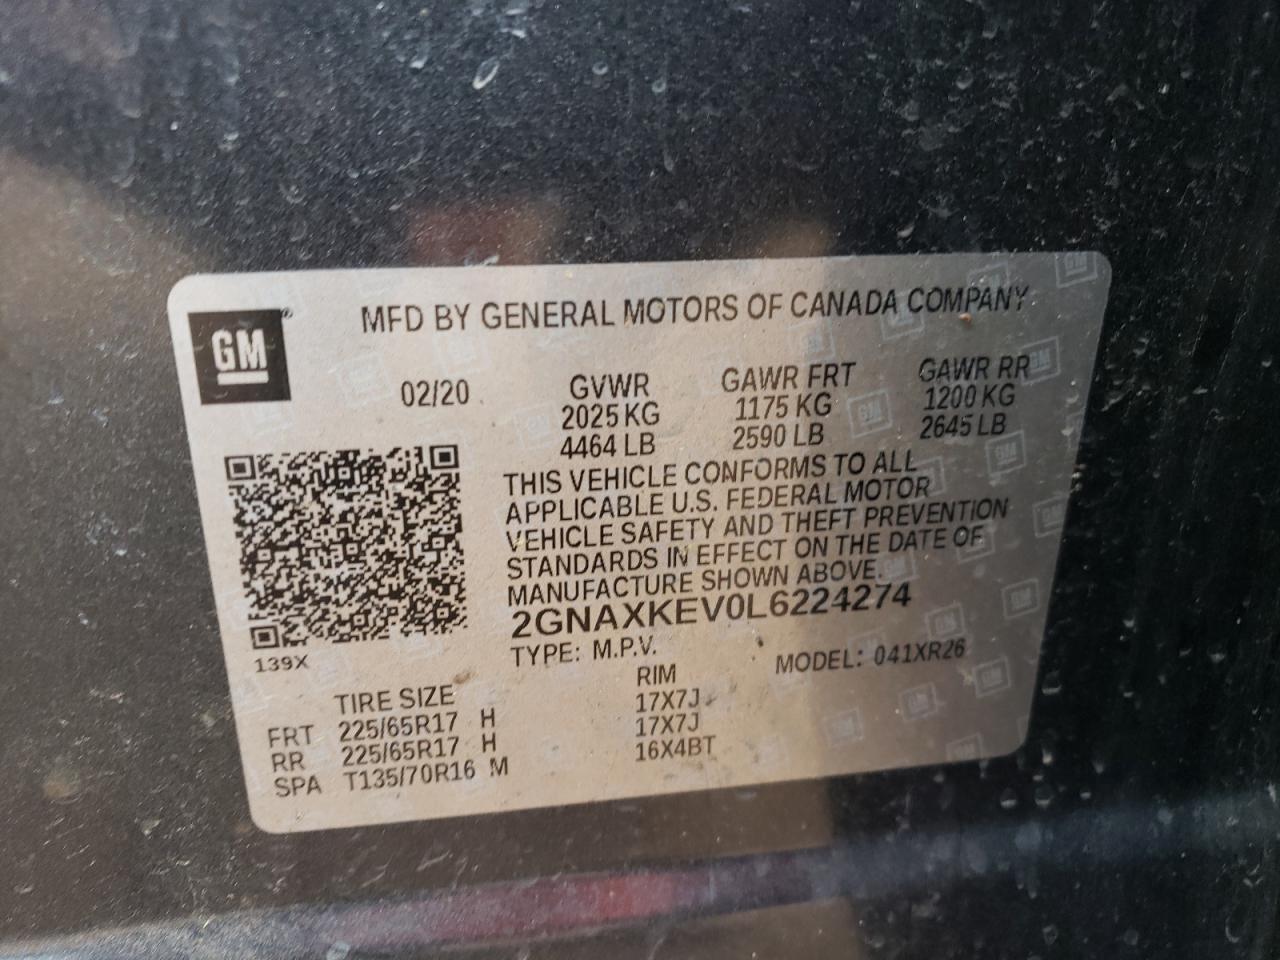 GM
MFD BY GENERAL MOTORS OF CANADA COMPANY
02/20 GVWR GAWR FRT GAWR RR
2025 KG 1175 KG 1200 KG
4464 LB 2590 LB 2645 LB
THIS VEHICLE CONFORMS TO ALL
APPLICABLE U.S. FEDERAL MOTOR
VEHICLE SAFETY AND THEFT PREVENTION
STANDARDS IN EFFECT ON THE DATE OF
MANUFACTURE SHOWN ABOVE.
2GNAXKEV0L6224274
139X
TYPE: M.P.V. MODEL: 041XR26
TIRE SIZE RIM
FRT 225/65R17 H 17X7J
RR 225/65R17 H 17X7J
SPA T135/70R16 M 16X4BT